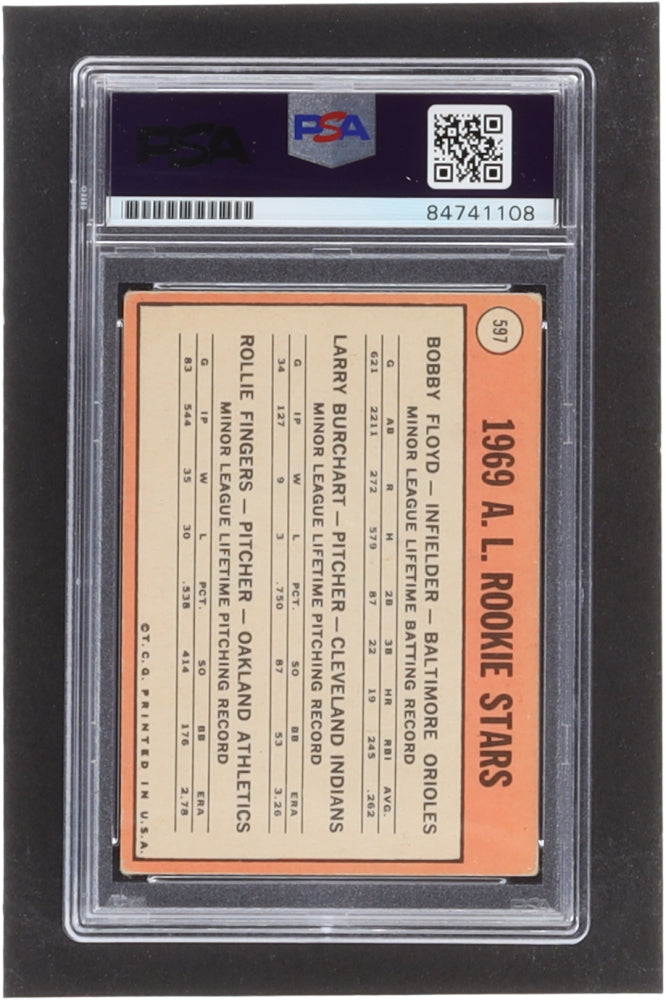 PSA
PSA
84741108
597
1969 A. L. ROOKIE STARS
BOBBY FLOYD — INFIELDER — BALTIMORE ORIOLES
MINOR LEAGUE LIFETIME BATTING RECORD
G AB R H 2B 3B HR RBI AVG.
621 2211 272 579 87 22 19 245 .262
LARRY BURCHART — PITCHER — CLEVELAND INDIANS
MINOR LEAGUE LIFETIME PITCHING RECORD
G IP W L PCT. SO BB ERA
34 127 9 3 .750 87 53 3.26
ROLLIE FINGERS — PITCHER — OAKLAND ATHLETICS
MINOR LEAGUE LIFETIME PITCHING RECORD
G IP W L PCT. SO BB ERA
83 544 35 30 .538 414 176 2.78
©T.C.G. PRINTED IN U.S.A.
PSA